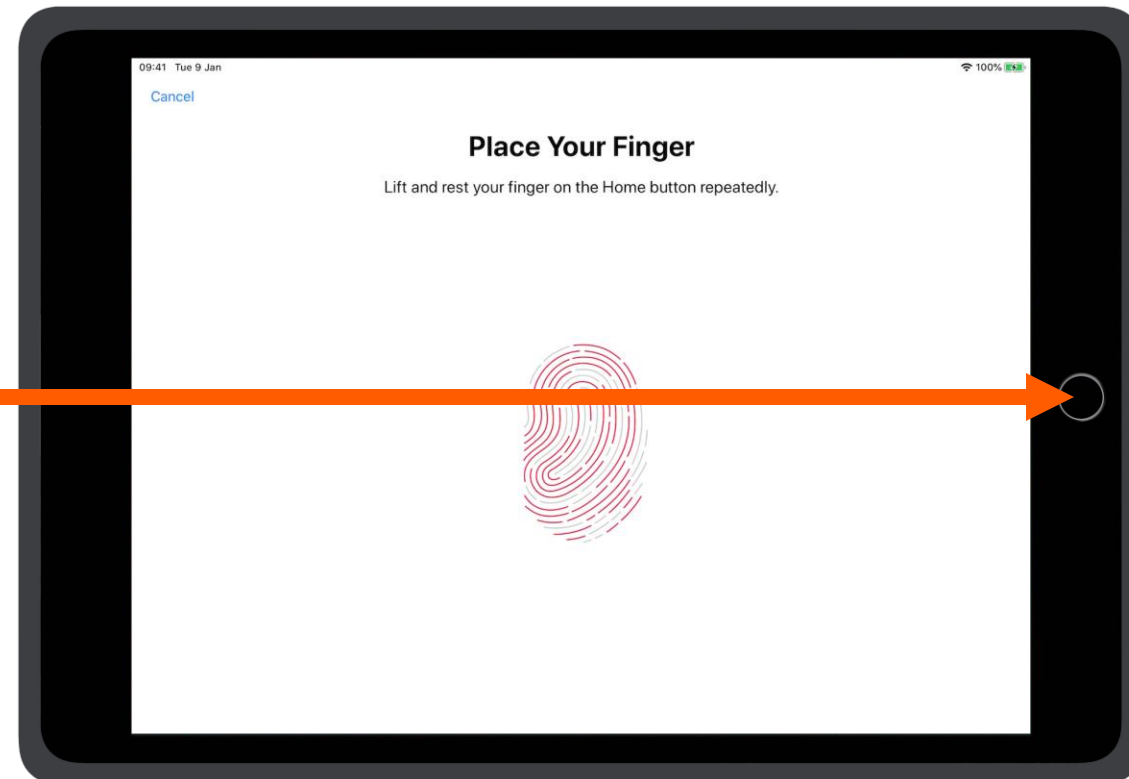 09:41 Tue 9 Jan 100%
Cancel
Place Your Finger
Lift and rest your finger on the Home button repeatedly.